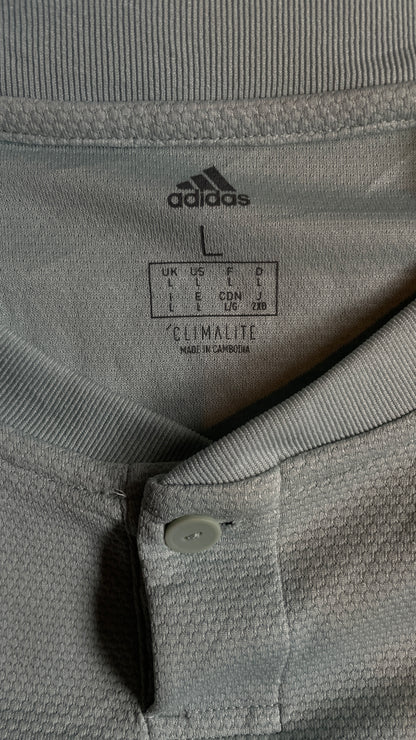 adidas
L
UK US F D
L L L L
I E CDN J
L L L/G 2XO
CLIMALITE
MADE IN CAMBODIA